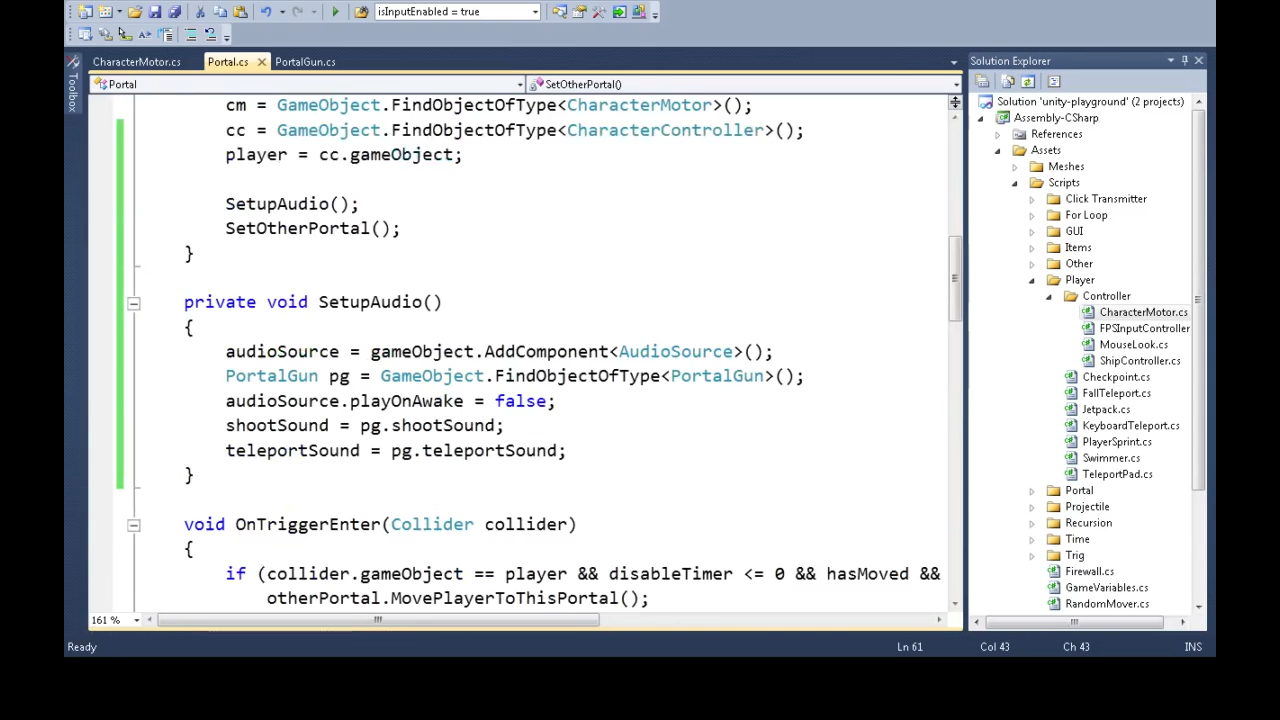 isInputEnabled = true
CharacterMotor.cs
Portal.cs
PortalGun.cs
Solution Explorer
Toolbox
Portal
SetOtherPortal()
cm = GameObject.FindObjectOfType<CharacterMotor>();
cc = GameObject.FindObjectOfType<CharacterController>();
player = cc.gameObject;
SetupAudio();
SetOtherPortal();
}
private void SetupAudio()
{
audioSource = gameObject.AddComponent<AudioSource>();
PortalGun pg = GameObject.FindObjectOfType<PortalGun>();
audioSource.playOnAwake = false;
shootSound = pg.shootSound;
teleportSound = pg.teleportSound;
}
void OnTriggerEnter(Collider collider)
{
if (collider.gameObject == player && disableTimer <= 0 && hasMoved &&
otherPortal.MovePlayerToThisPortal();
161 %
Solution 'unity-playground' (2 projects)
Assembly-CSharp
References
Assets
Meshes
Scripts
Click Transmitter
For Loop
GUI
Items
Other
Player
Controller
CharacterMotor.cs
FPSInputController
MouseLook.cs
ShipController.cs
Checkpoint.cs
FallTeleport.cs
Jetpack.cs
KeyboardTeleport.cs
PlayerSprint.cs
Swimmer.cs
TeleportPad.cs
Portal
Projectile
Recursion
Time
Trig
Firewall.cs
GameVariables.cs
RandomMover.cs
Ready
Ln 61
Col 43
Ch 43
INS